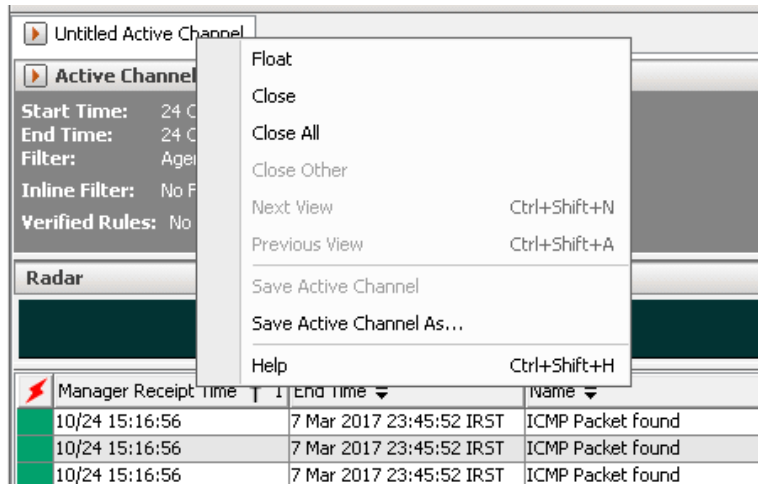 Untitled Active Channel
Active Channel
Start Time: 24
End Time: 24
Filter:
Inline Filter: No
Verified Rules: No
Float
Close
Close All
Close Other
Next View Ctrl+Shift+N
Previous View Ctrl+Shift+A
Save Active Channel
Save Active Channel As...
Help Ctrl+Shift+H
Radar
Manager Receipt Time End Time Name
10/24 15:16:56 7 Mar 2017 23:45:52 IRST ICMP Packet found
10/24 15:16:56 7 Mar 2017 23:45:52 IRST ICMP Packet found
10/24 15:16:56 7 Mar 2017 23:45:52 IRST ICMP Packet found